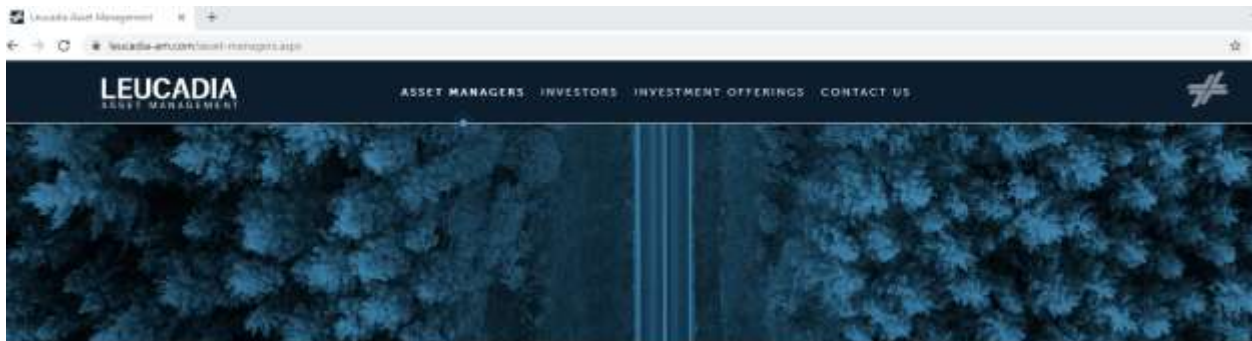 Leucadia Asset Management
leucadia-am.com/asset-managers.aspx
LEUCADIA
ASSET MANAGEMENT
ASSET MANAGERS INVESTORS INVESTMENT OFFERINGS CONTACT US